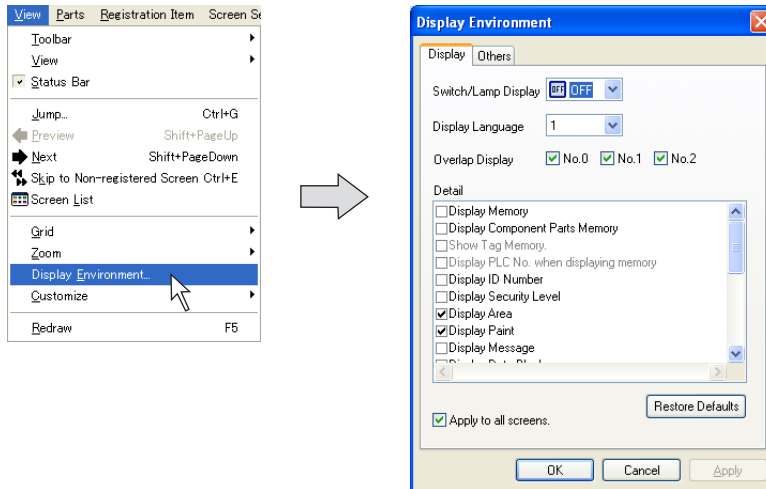 View Parts Registration Item Screen Se
Toolbar
View
Status Bar
Jump... Ctrl+G
Preview Shift+PageUp
Next Shift+PageDown
Skip to Non-registered Screen Ctrl+E
Screen List
Grid
Zoom
Display Environment...
Customize
Redraw F5
Display Environment
Display Others
Switch/Lamp Display OFF OFF
Display Language 1
Overlap Display No.0 No.1 No.2
Detail
Display Memory
Display Component Parts Memory
Show Tag Memory.
Display PLC No. when displaying memory
Display ID Number
Display Security Level
Display Area
Display Paint
Display Message
Restore Defaults
Apply to all screens.
OK Cancel Apply